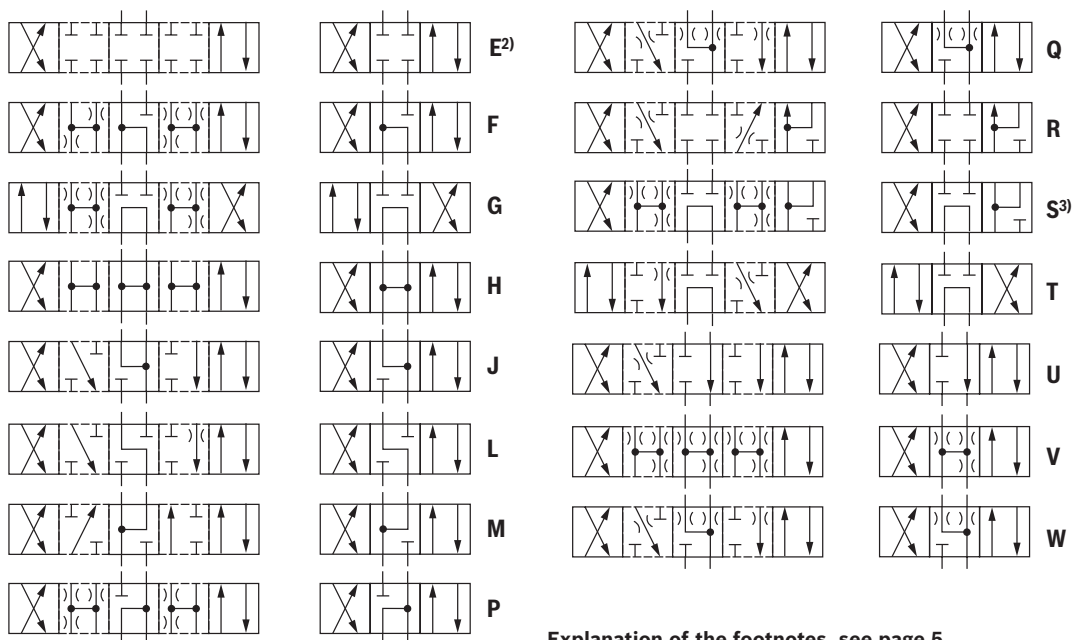 E2)
F
G
H
J
L
M
P
Q
R
S3)
T
U
V
W
Explanation of the footnotes, see page 5